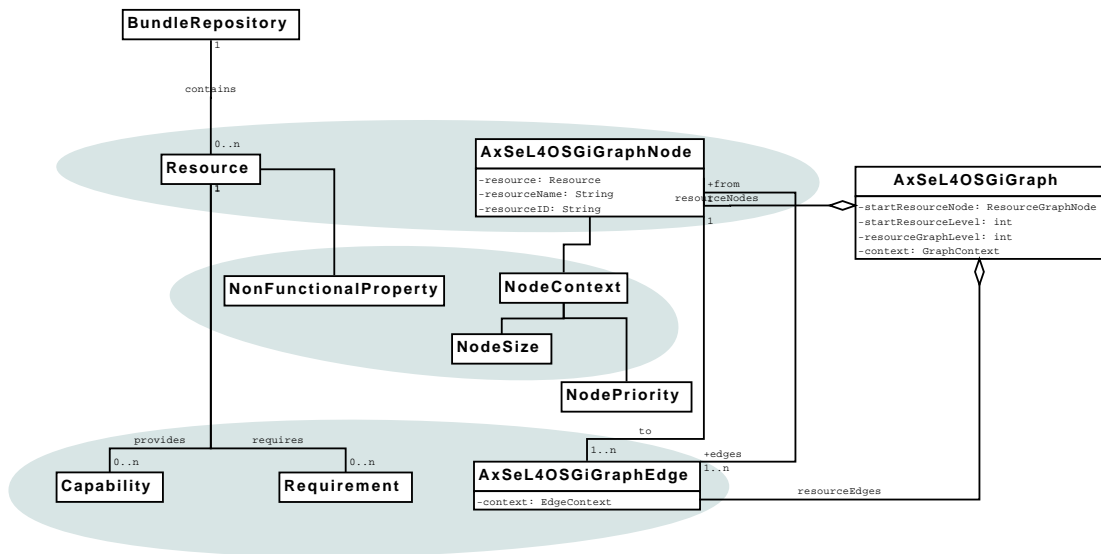 BundleRepository
1
contains
0..n
Resource
1
AxSeL4OSGiGraphNode
-resource: Resource
-resourceName: String
-resourceID: String
+from
1
resourceNodes
1
AxSeL4OSGiGraph
-startResourceNode: ResourceGraphNode
-startResourceLevel: int
-resourceGraphLevel: int
-context: GraphContext
NonFunctionalProperty
NodeContext
NodeSize
NodePriority
provides
requires
0..n
0..n
Capability
Requirement
to
1..n
+edges
1..n
AxSeL4OSGiGraphEdge
-context: EdgeContext
resourceEdges